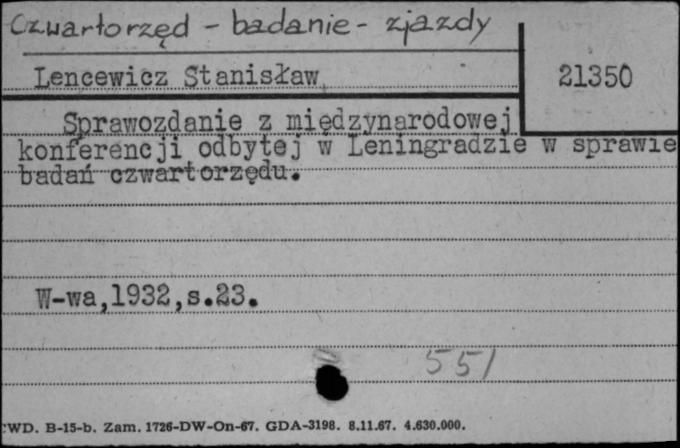 Czwartorzęd - badanie - zjazdy
Lencewicz Stanisław
21350
Sprawozdanie z międzynarodowej
konferencji odbytej w Leningradzie w sprawie
badań czwartorzędu.
W-wa,1932,s.23.
551
CWD. B-15-b. Zam. 1726-DW-On-67. GDA-3198. 8.11.67. 4.630.000.